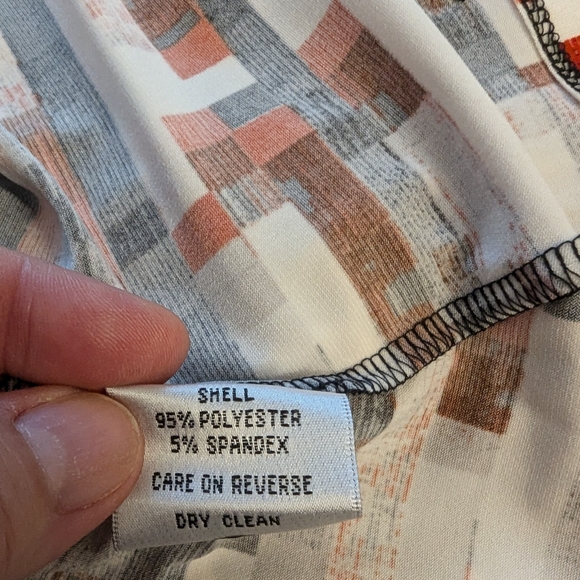 SHELL
95% POLYESTER
5% SPANDEX
CARE ON REVERSE
DRY CLEAN